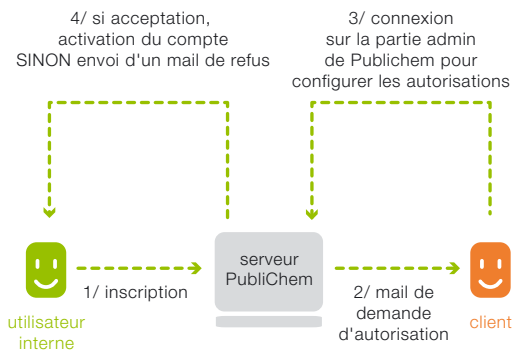 4/ si acceptation,
activation du compte
SINON envoi d'un mail de refus
3/ connexion
sur la partie admin
de Publichem pour
configurer les autorisations
serveur
PubliChem
1/ inscription
2/ mail de
demande
d'autorisation
utilisateur
interne
client